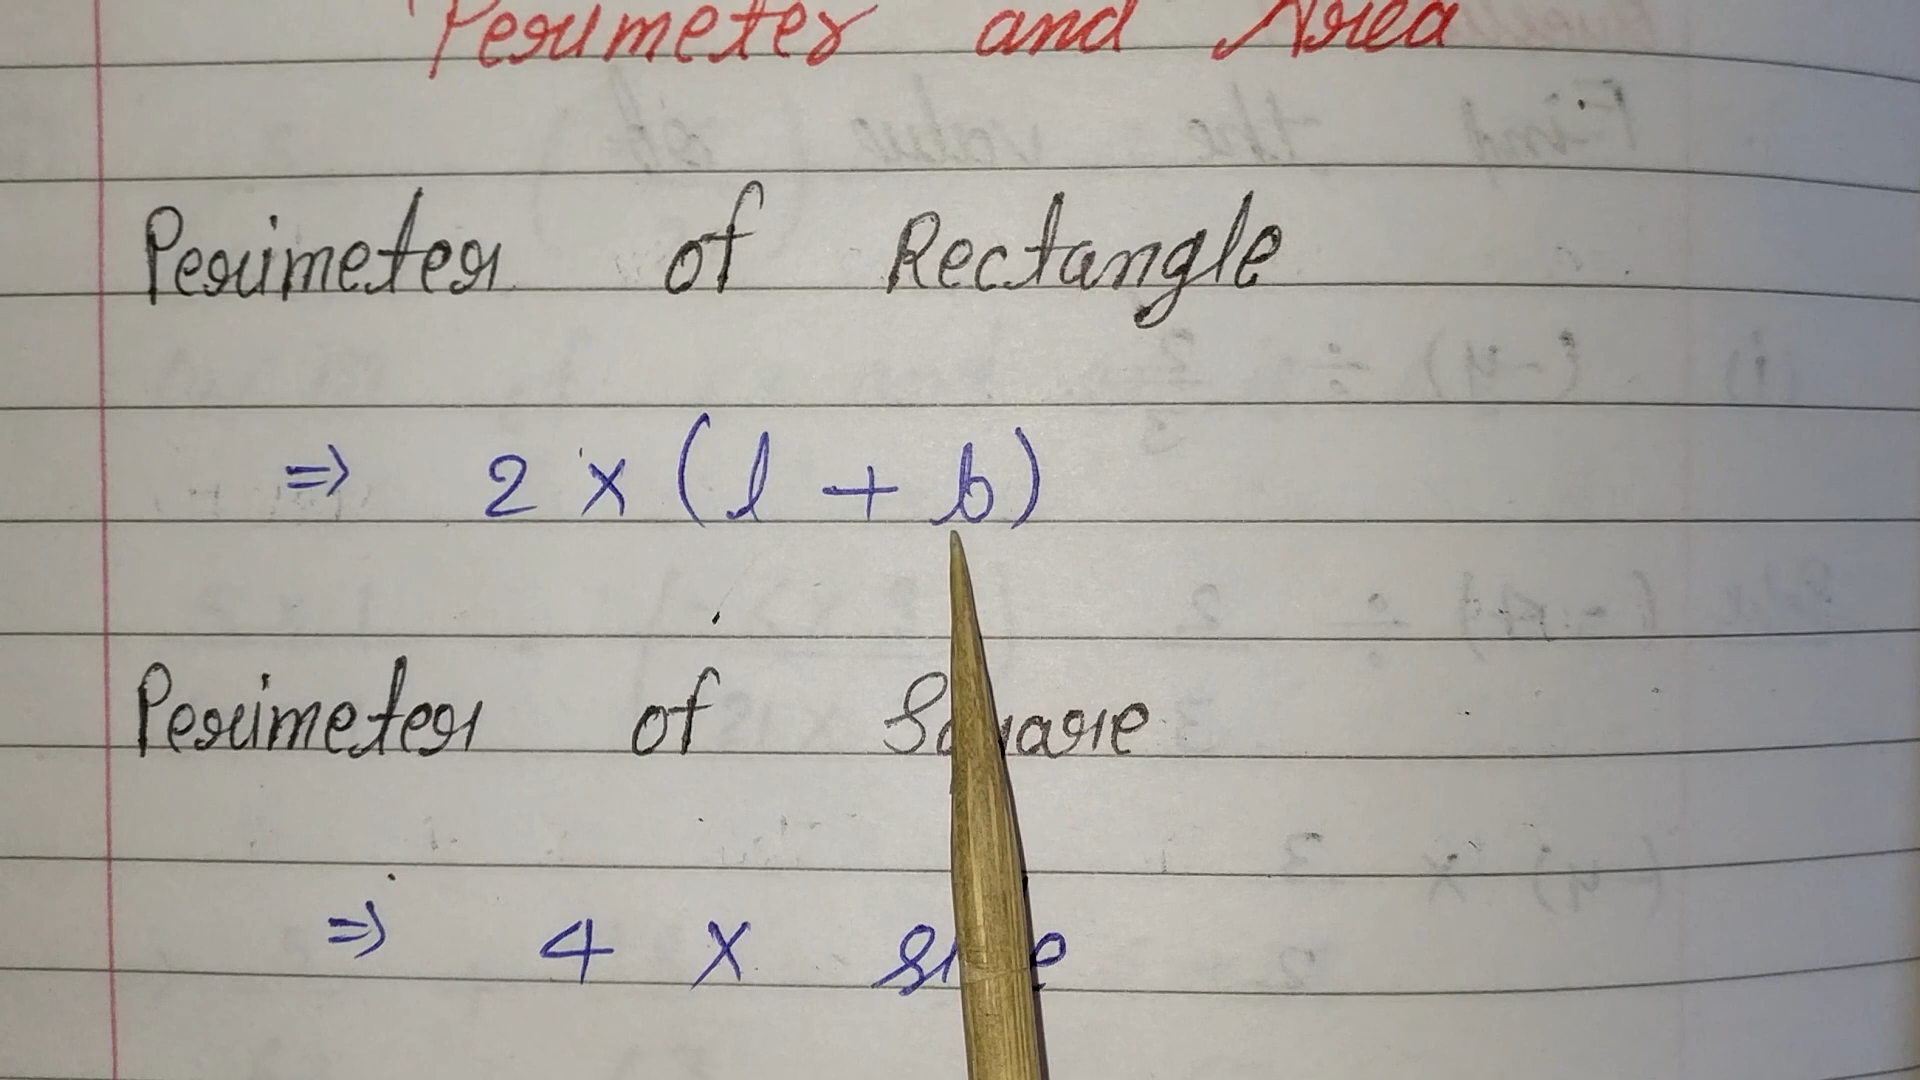 Perimeter and Area
Perimeter of Rectangle
⇒ 2 × (l + b)
Perimeter of Square
⇒ 4 × side